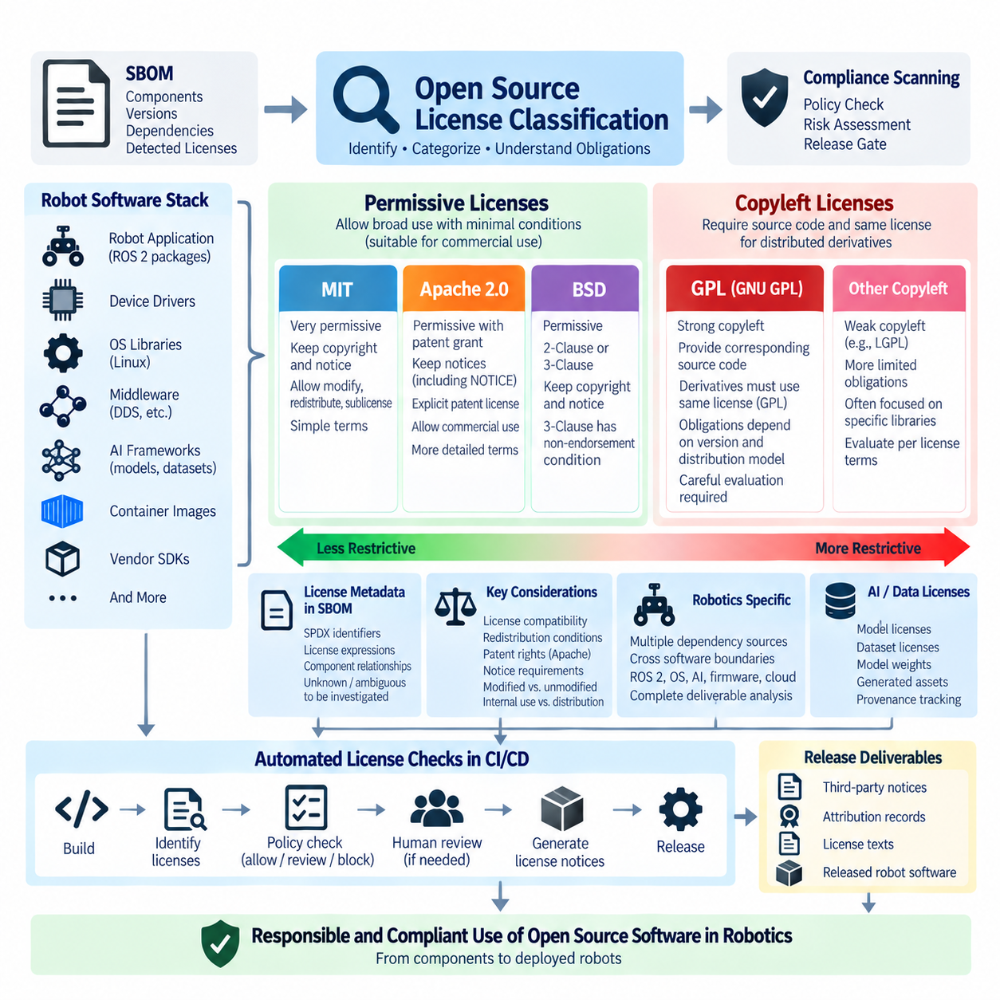 SBOM
Components
Versions
Dependencies
Detected Licenses
Open Source
License Classification
Identify • Categorize • Understand Obligations
Compliance Scanning
Policy Check
Risk Assessment
Release Gate
Robot Software Stack
Robot Application
(ROS 2 packages)
Device Drivers
OS Libraries
(Linux)
Middleware
(DDS, etc.)
AI Frameworks
(models, datasets)
Container Images
Vendor SDKs
And More
Permissive Licenses
Allow broad use with minimal conditions
(suitable for commercial use)
MIT
Very permissive
Keep copyright
and notice
Allow modify,
redistribute, sublicense
Simple terms
Apache 2.0
Permissive with
patent grant
Keep notices
(including NOTICE)
Explicit patent license
Allow commercial use
More detailed terms
BSD
Permissive
2-Clause or
3-Clause
Keep copyright
and notice
3-Clause has
non-endorsement
condition
Copyleft Licenses
Require source code and same license
for distributed derivatives
GPL (GNU GPL)
Strong copyleft
Provide corresponding
source code
Derivatives must use
same license (GPL)
Obligations depend
on version and
distribution model
Careful evaluation
required
Other Copyleft
Weak copyleft
(e.g., LGPL)
More limited
obligations
Often focused on
specific libraries
Evaluate per license
terms
Less Restrictive
More Restrictive
License Metadata
in SBOM
SPDX identifiers
License expressions
Component relationships
Unknown / ambiguous
to be investigated
Key Considerations
License compatibility
Redistribution conditions
Patent rights (Apache)
Notice requirements
Modified vs. unmodified
Internal use vs. distribution
Robotics Specific
Multiple dependency sources
Cross software boundaries
ROS 2, OS, AI, firmware, cloud
Complete deliverable analysis
AI / Data Licenses
Model licenses
Dataset licenses
Model weights
Generated assets
Provenance tracking
Automated License Checks in CI/CD
Build
Identify
licenses
Policy check
(allow / review / block)
Human review
(if needed)
Generate
license notices
Release
Release Deliverables
Third-party notices
Attribution records
License texts
Released robot software
Responsible and Compliant Use of Open Source Software in Robotics
From components to deployed robots